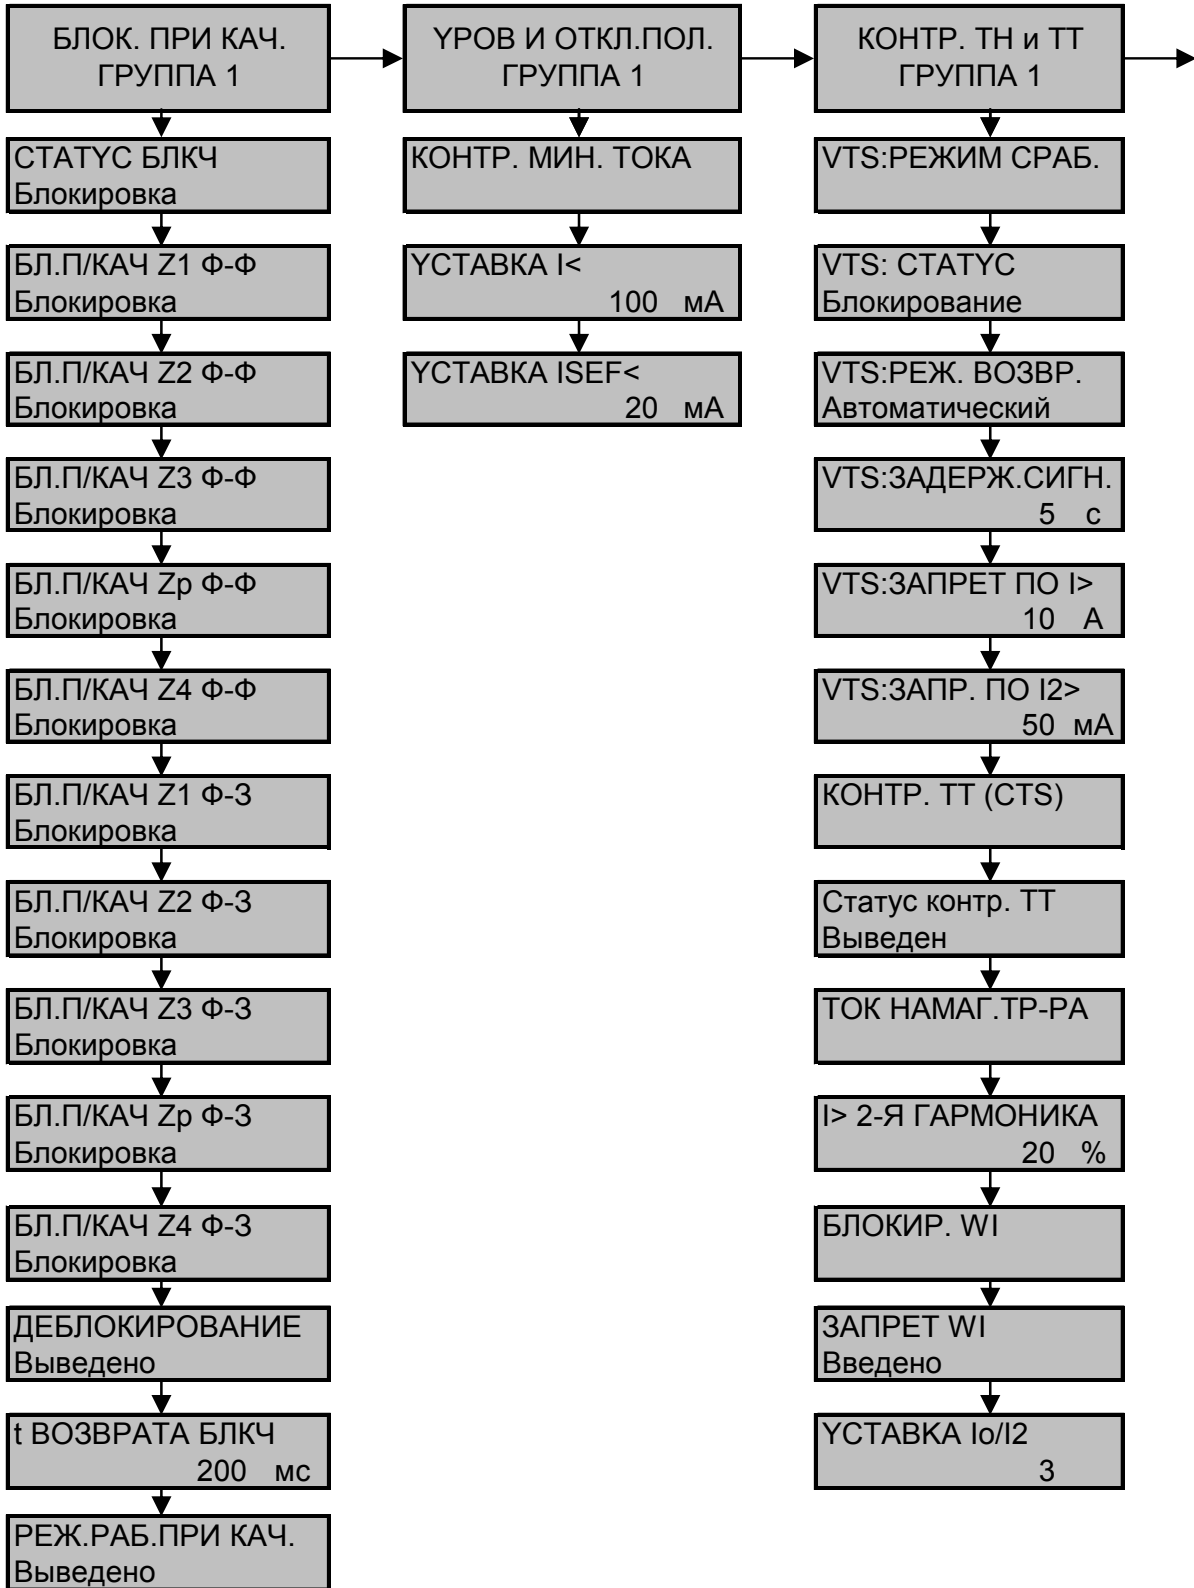 БЛОК. ПРИ КАЧ.
ГРУППА 1
СТАТУС БЛКЧ
Блокировка
БЛ.П/КАЧ Z1 Ф-Ф
Блокировка
БЛ.П/КАЧ Z2 Ф-Ф
Блокировка
БЛ.П/КАЧ Z3 Ф-Ф
Блокировка
БЛ.П/КАЧ Zp Ф-Ф
Блокировка
БЛ.П/КАЧ Z4 Ф-Ф
Блокировка
БЛ.П/КАЧ Z1 Ф-З
Блокировка
БЛ.П/КАЧ Z2 Ф-З
Блокировка
БЛ.П/КАЧ Z3 Ф-З
Блокировка
БЛ.П/КАЧ Zp Ф-З
Блокировка
БЛ.П/КАЧ Z4 Ф-З
Блокировка
ДЕБЛОКИРОВАНИЕ
Выведено
t ВОЗВРАТА БЛКЧ
200 мс
РЕЖ.РАБ.ПРИ КАЧ.
Выведено
YРОВ И ОТКЛ.ПОЛ.
ГРУППА 1
КОНТР. МИН. ТОКА
YСТАВКА I<
100 мА
YСТАВКА ISEF<
20 мА
КОНТР. ТН и ТТ
ГРУППА 1
VTS:РЕЖИМ СРАБ.
VTS: СТАТYС
Блокирование
VTS:РЕЖ. ВОЗВР.
Автоматический
VTS:ЗАДЕРЖ.СИГН.
5 с
VTS:ЗАПРЕТ ПО I>
10 А
VTS:ЗАПР. ПО I2>
50 мА
КОНТР. ТТ (CTS)
Статус контр. ТТ
Выведен
ТОК НАМАГ.ТР-РА
I> 2-Я ГАРМОНИКА
20 %
БЛОКИР. WI
ЗАПРЕТ WI
Введено
YСТАВКА Io/I2
3